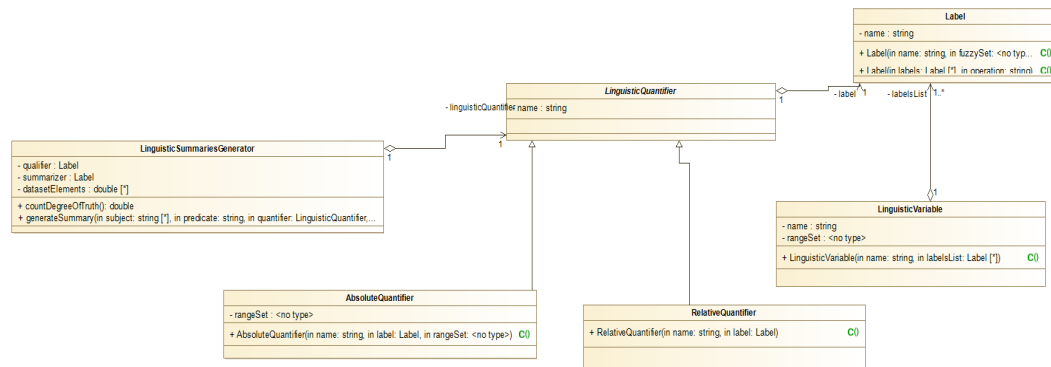 Label
- name : string
+ Label(in name: string, in fuzzySet: <no typ... C()
+ Label(in labels: Label [*], in operation: string) C()
LinguisticQuantifier
- name : string
1
- label
1
- labelsList
1..*
- linguisticQuantifier
1
LinguisticSummariesGenerator
- qualifier : Label
- summarizer : Label
- datasetElements : double [*]
+ countDegreeOfTruth(): double
+ generateSummary(in subject: string [*], in predicate: string, in quantifier: LinguisticQuantifier,...
1
1
LinguisticVariable
- name : string
- rangeSet : <no type>
+ LinguisticVariable(in name: string, in labelsList: Label [*]) C()
AbsoluteQuantifier
- rangeSet : <no type>
+ AbsoluteQuantifier(in name: string, in label: Label, in rangeSet: <no type>) C()
RelativeQuantifier
+ RelativeQuantifier(in name: string, in label: Label) C()